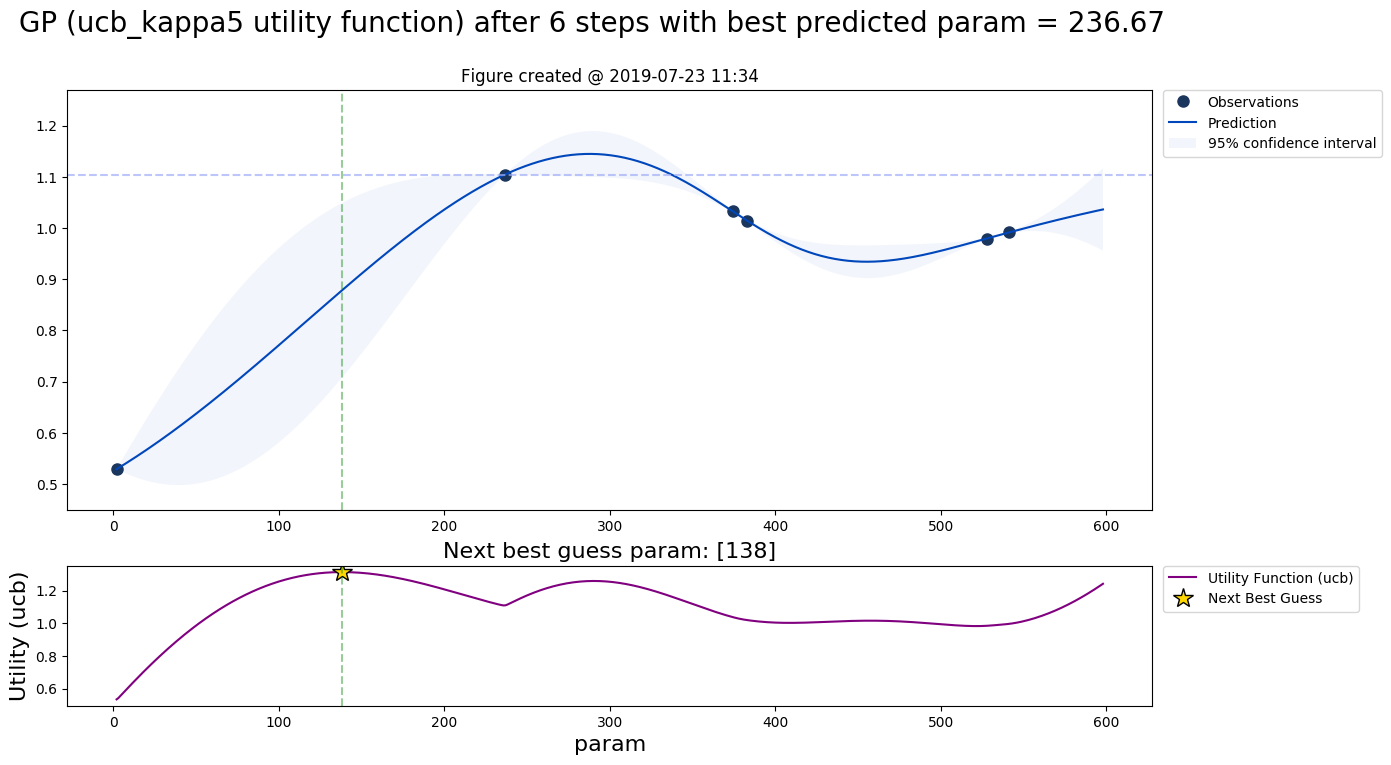 GP (ucb_kappa5 utility function) after 6 steps with best predicted param = 236.67
Figure created @ 2019-07-23 11:34
1.2
1.1
1.0
0.9
0.8
0.7
0.6
0.5
0 100 200 300 400 500 600
Observations
Prediction
95% confidence interval
Next best guess param: [138]
Utility (ucb)
1.2
1.0
0.8
0.6
0 100 200 300 400 500 600
param
Utility Function (ucb)
Next Best Guess